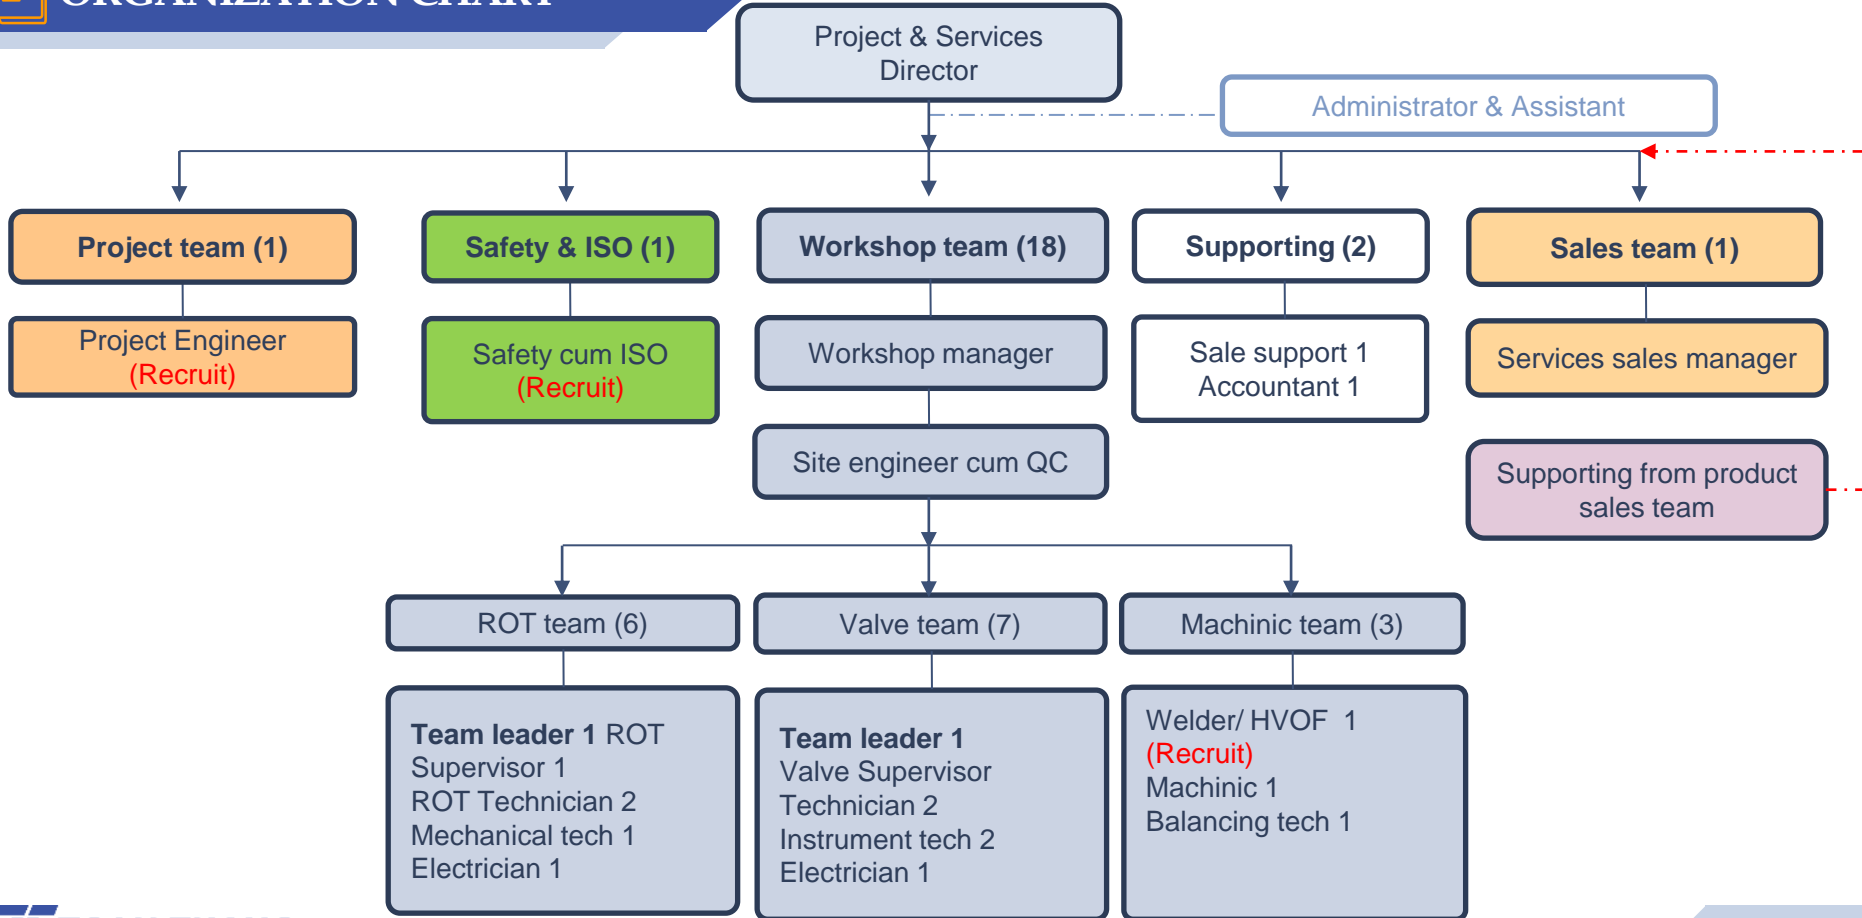 ORGANIZATION CHART
Project & Services
Director
Administrator & Assistant
Project team (1)
Safety & ISO (1)
Workshop team (18)
Supporting (2)
Sales team (1)
Project Engineer
(Recruit)
Safety cum ISO
(Recruit)
Workshop manager
Sale support 1
Accountant 1
Services sales manager
Site engineer cum QC
Supporting from product
sales team
ROT team (6)
Valve team (7)
Machinic team (3)
Team leader 1 ROT
Supervisor 1
ROT Technician 2
Mechanical tech 1
Electrician 1
Team leader 1
Valve Supervisor
Technician 2
Instrument tech 2
Electrician 1
Welder/ HVOF 1
(Recruit)
Machinic 1
Balancing tech 1